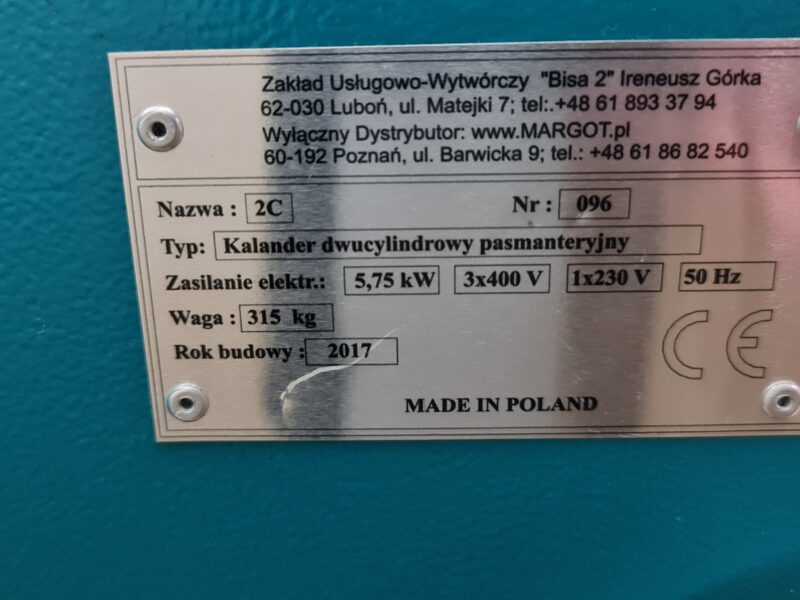 Zakład Usługowo-Wytwórczy "Bisa 2" Ireneusz Górka
62-030 Luboń, ul. Matejki 7; tel:.+48 61 893 37 94
Wyłączny Dystrybutor: www.MARGOT.pl
60-192 Poznań, ul. Barwicka 9; tel.: +48 61 86 82 540
Nazwa : 2C Nr : 096
Typ: Kalander dwucylindrowy pasmanteryjny
Zasilanie elektr.: 5,75 kW 3x400 V 1x230 V 50 Hz
Waga : 315 kg
Rok budowy : 2017
CE
MADE IN POLAND